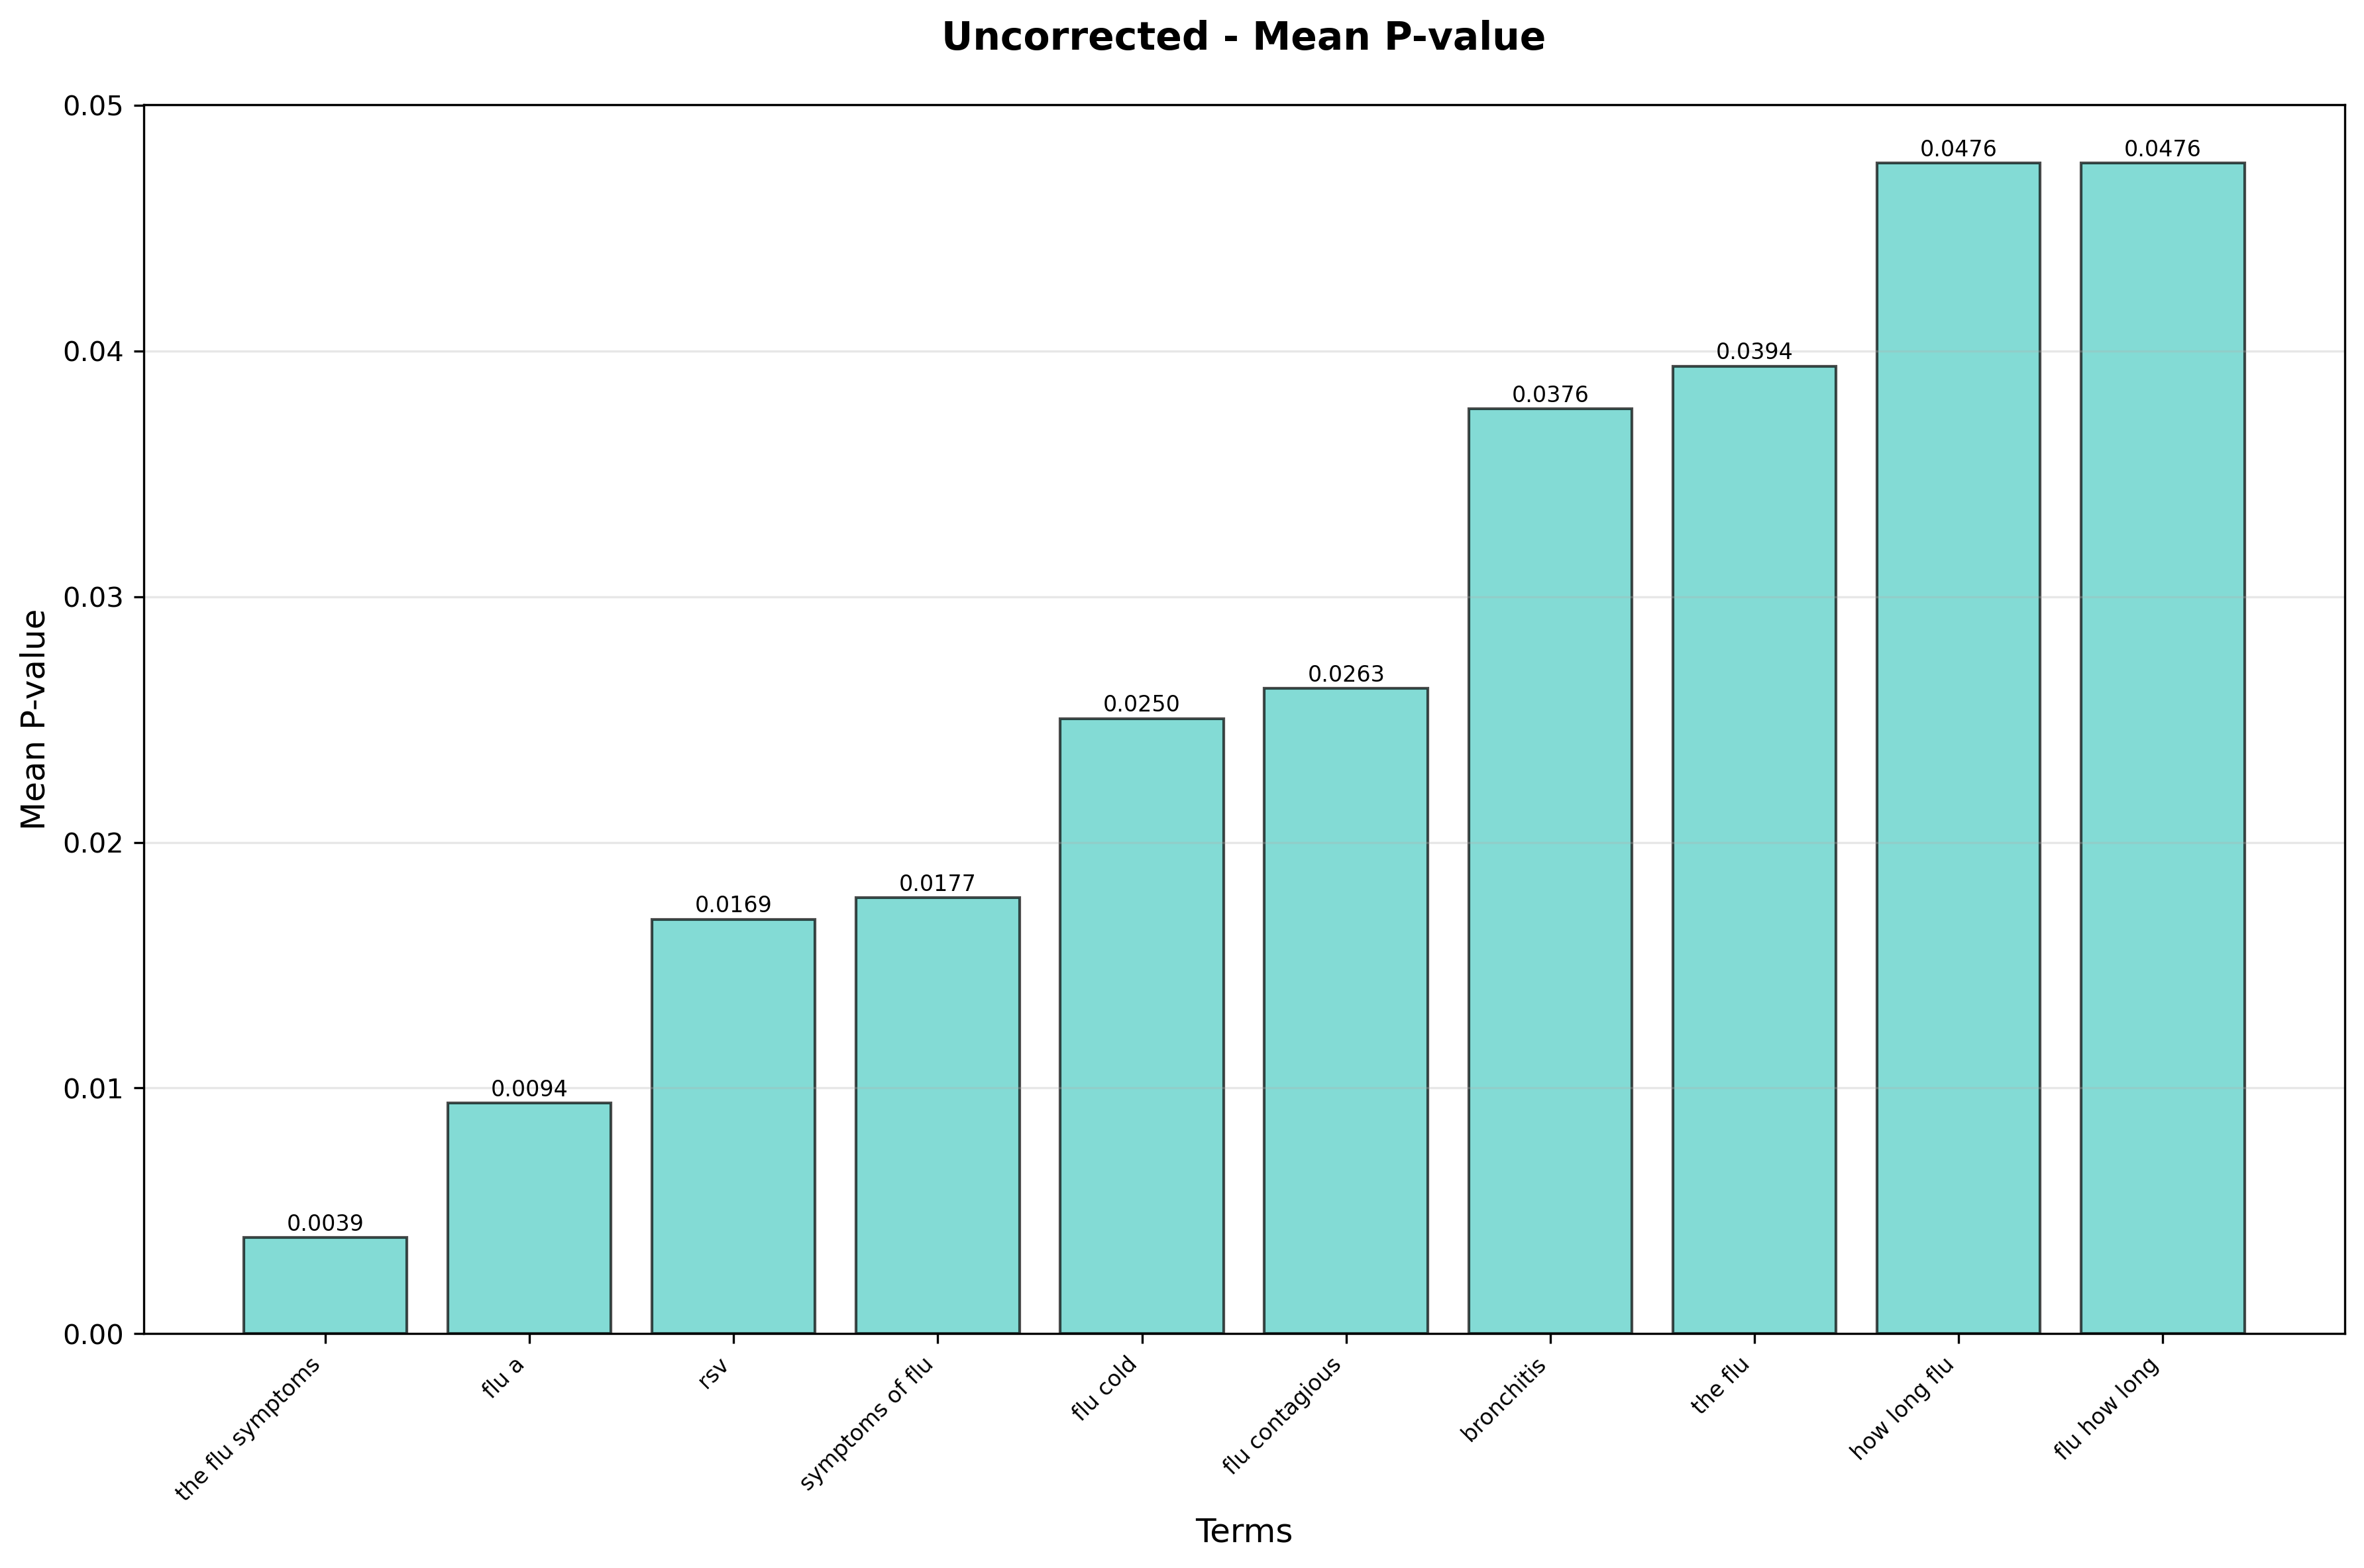 Uncorrected - Mean P-value
0.05
0.04
0.03
0.02
0.01
0.00
Mean P-value
0.0039
0.0094
0.0169
0.0177
0.0250
0.0263
0.0376
0.0394
0.0476
0.0476
the flu symptoms
flu a
rsv
symptoms of flu
flu cold
flu contagious
bronchitis
the flu
how long flu
flu how long
Terms